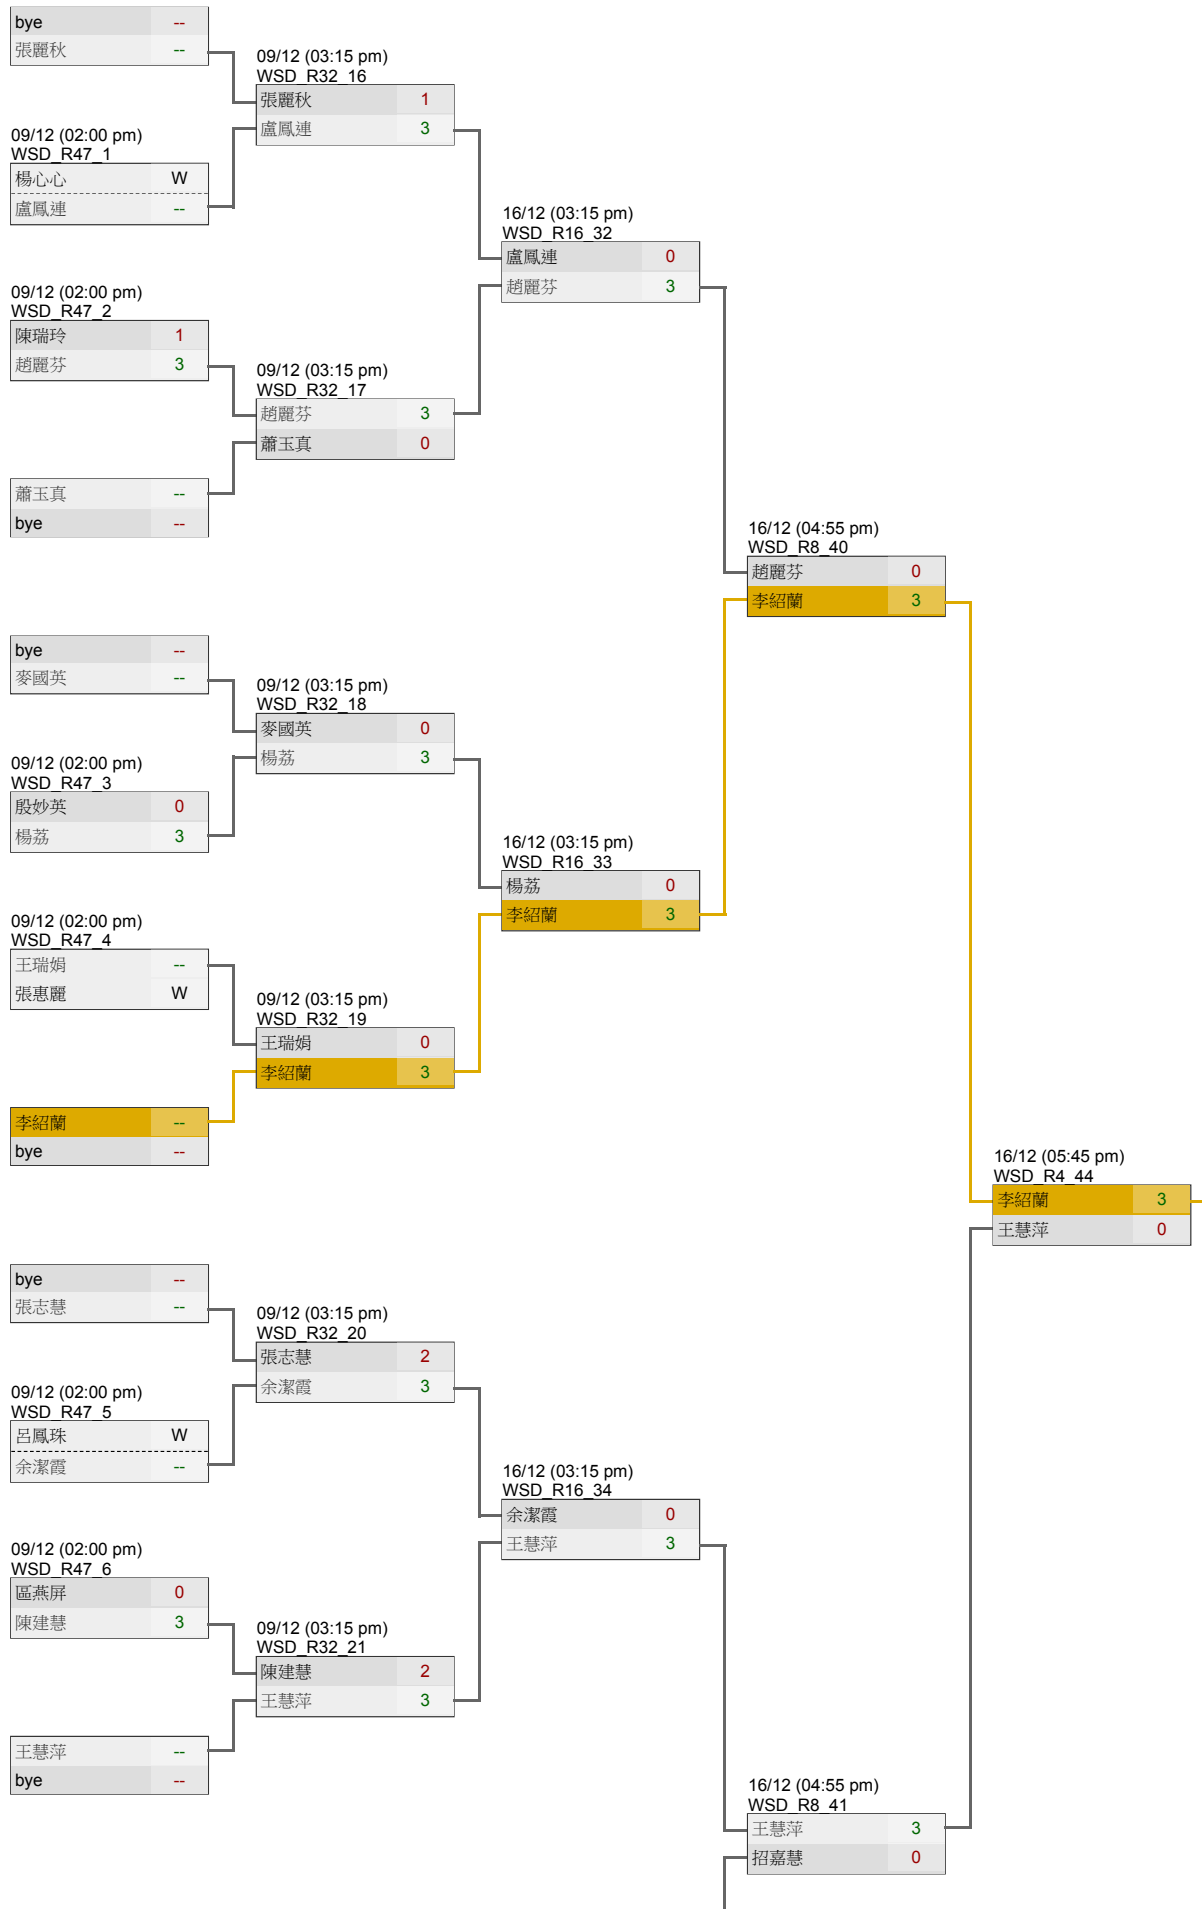 bye --
張麗秋 --
09/12 (02:00 pm)
WSD_R47_1
楊心心 W
盧鳳連 --
09/12 (02:00 pm)
WSD_R47_2
陳瑞玲 1
趙麗芬 3
蕭玉真 --
bye --
bye --
麥國英 --
09/12 (02:00 pm)
WSD_R47_3
殷妙英 0
楊荔 3
09/12 (02:00 pm)
WSD_R47_4
王瑞娟 --
張惠麗 W
李紹蘭 --
bye --
bye --
張志慧 --
09/12 (02:00 pm)
WSD_R47_5
呂鳳珠 W
余潔霞 --
09/12 (02:00 pm)
WSD_R47_6
區燕屏 0
陳建慧 3
王慧萍 --
bye --
09/12 (03:15 pm)
WSD_R32_16
張麗秋 1
盧鳳連 3
09/12 (03:15 pm)
WSD_R32_17
趙麗芬 3
蕭玉真 0
09/12 (03:15 pm)
WSD_R32_18
麥國英 0
楊荔 3
09/12 (03:15 pm)
WSD_R32_19
王瑞娟 0
李紹蘭 3
09/12 (03:15 pm)
WSD_R32_20
張志慧 2
余潔霞 3
09/12 (03:15 pm)
WSD_R32_21
陳建慧 2
王慧萍 3
16/12 (03:15 pm)
WSD_R16_32
盧鳳連 0
趙麗芬 3
16/12 (03:15 pm)
WSD_R16_33
楊荔 0
李紹蘭 3
16/12 (03:15 pm)
WSD_R16_34
余潔霞 0
王慧萍 3
16/12 (04:55 pm)
WSD_R8_40
趙麗芬 0
李紹蘭 3
16/12 (04:55 pm)
WSD_R8_41
王慧萍 3
招嘉慧 0
16/12 (05:45 pm)
WSD_R4_44
李紹蘭 3
王慧萍 0